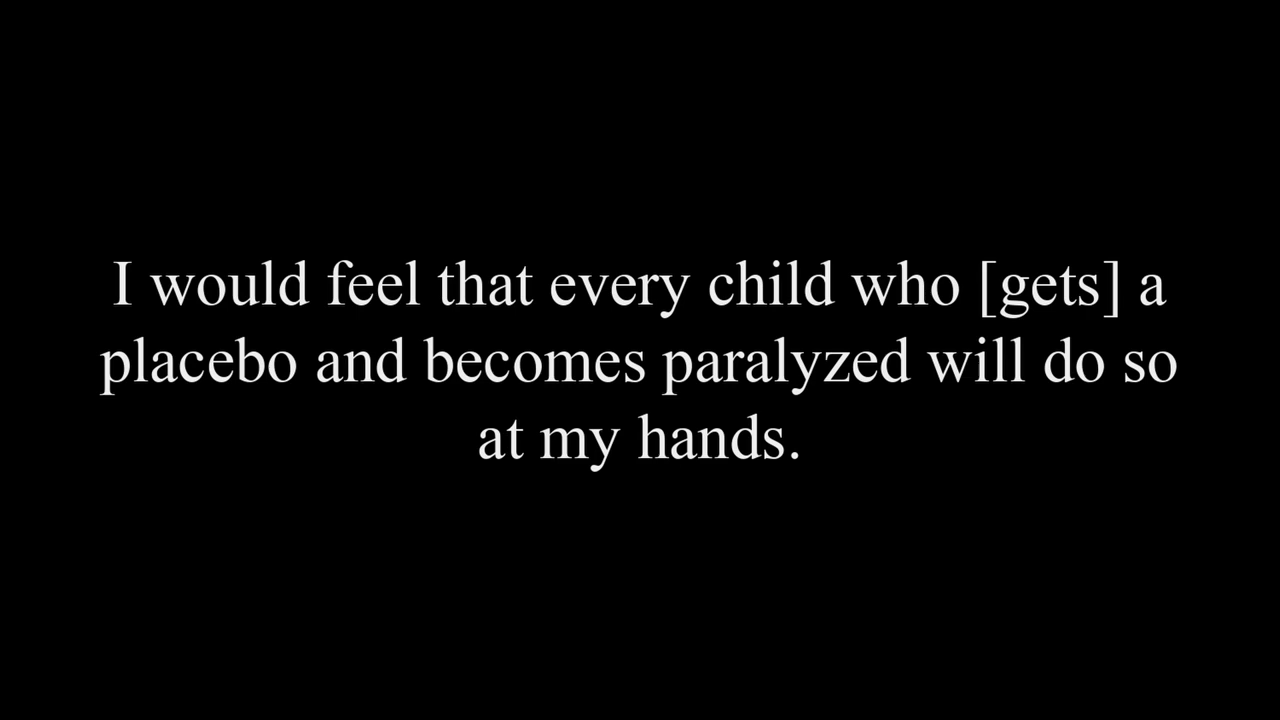 I would feel that every child who [gets] a
placebo and becomes paralyzed will do so
at my hands.